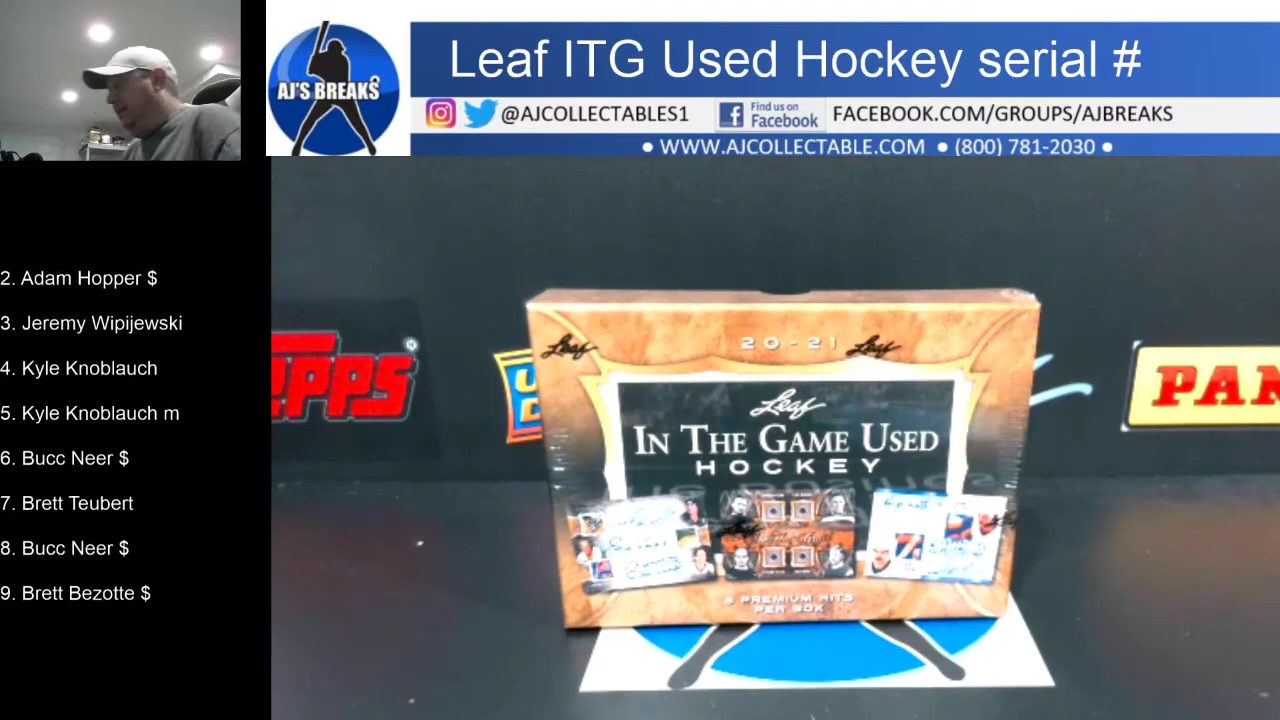 Leaf ITG Used Hockey serial #
AJ'S BREAKS
@AJCOLLECTABLES1
Find us on
Facebook
FACEBOOK.COM/GROUPS/AJBREAKS
• WWW.AJCOLLECTABLE.COM • (800) 781-2030 •
2. Adam Hopper $
3. Jeremy Wipijewski
4. Kyle Knoblauch
5. Kyle Knoblauch m
6. Bucc Neer $
7. Brett Teubert
8. Bucc Neer $
9. Brett Bezotte $
20-21
Leaf
Leaf
Leaf
IN THE GAME USED
HOCKEY
PREMIUM HITS
PER BOX
OPPS
PAN